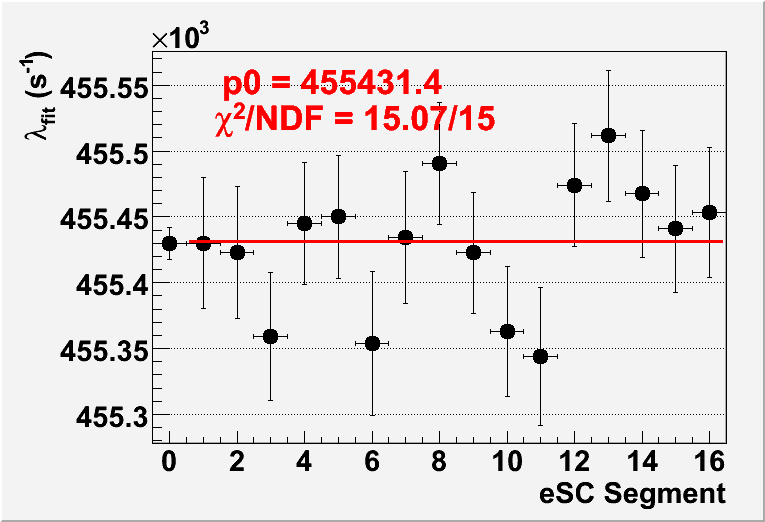 ×10³
λfit (s⁻¹)
p0 = 455431.4
χ²/NDF = 15.07/15
455.55
455.5
455.45
455.4
455.35
455.3
0 2 4 6 8 10 12 14 16
eSC Segment